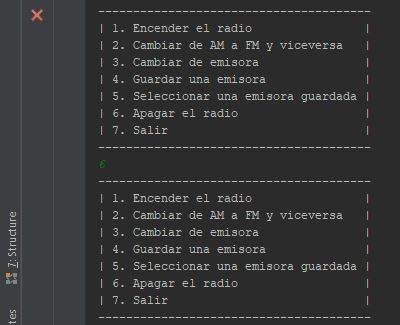 ----------------------------------------
| 1. Encender el radio                 |
| 2. Cambiar de AM a FM y viceversa    |
| 3. Cambiar de emisora                |
| 4. Guardar una emisora               |
| 5. Seleccionar una emisora guardada  |
| 6. Apagar el radio                   |
| 7. Salir                             |
----------------------------------------
6
----------------------------------------
| 1. Encender el radio                 |
| 2. Cambiar de AM a FM y viceversa    |
| 3. Cambiar de emisora                |
| 4. Guardar una emisora               |
| 5. Seleccionar una emisora guardada  |
| 6. Apagar el radio                   |
| 7. Salir                             |
----------------------------------------
7: Structure
tes